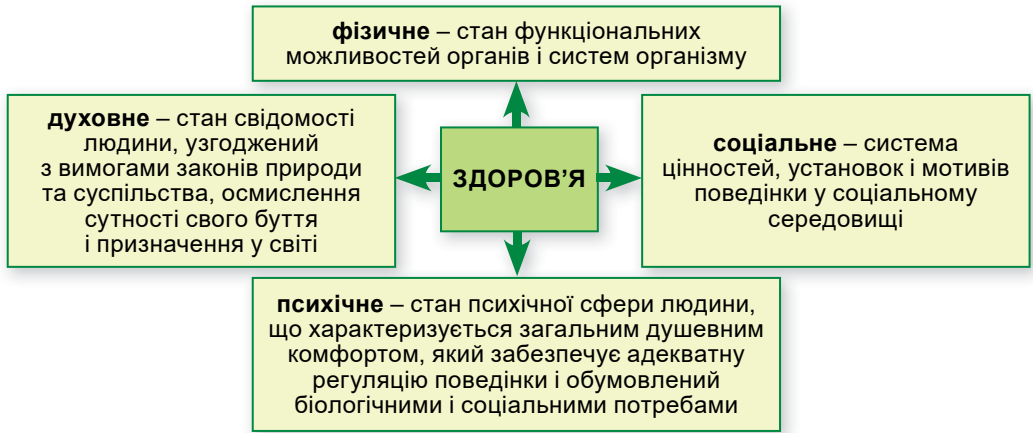 фізичне – стан функціональних
можливостей органів і систем організму
духовне – стан свідомості
людини, узгоджений
з вимогами законів природи
та суспільства, осмислення
сутності свого буття
і призначення у світі
ЗДОРОВ'Я
соціальне – система
цінностей, установок і мотивів
поведінки у соціальному
середовищі
психічне – стан психічної сфери людини,
що характеризується загальним душевним
комфортом, який забезпечує адекватну
регуляцію поведінки і обумовлений
біологічними і соціальними потребами